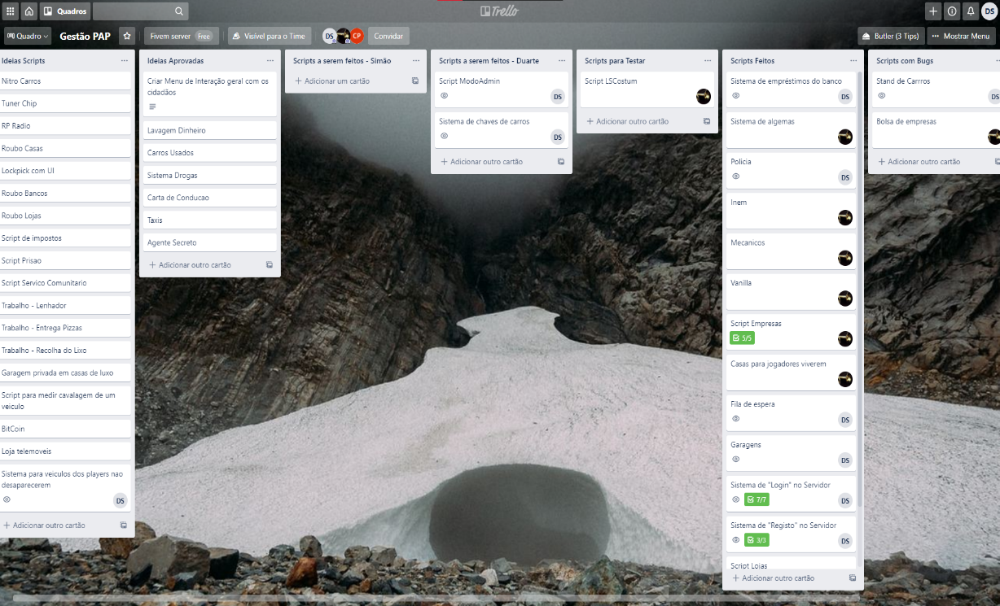 Quadros
Trello
DS
Quadro
Gestão PAP
Fivem server Free
Visível para o Time
DS
CP
Convidar
Butler (3 Tips)
Mostrar Menu
Ideias Scripts
Nitro Carros
Tuner Chip
RP Radio
Roubo Casas
Lockpick com UI
Roubo Bancos
Roubo Lojas
Script de impostos
Script Prisao
Script Servico Comunitario
Trabalho - Lenhador
Trabalho - Entrega Pizzas
Trabalho - Recolha do Lixo
Garagem privada em casas de luxo
Script para medir cavalagem de um
veiculo
BitCoin
Loja telemoveis
Sistema para veiculos dos players nao
desaparecerem
DS
Adicionar outro cartão
Ideias Aprovadas
Criar Menu de Interação geral com os
cidadãos
Lavagem Dinheiro
Carros Usados
Sistema Drogas
Carta de Conducao
Taxis
Agente Secreto
Adicionar outro cartão
Scripts a serem feitos - Simão
Adicionar um cartão
Scripts a serem feitos - Duarte
Script ModoAdmin
DS
Sistema de chaves de carros
DS
Adicionar outro cartão
Scripts para Testar
Script LSCostum
Adicionar outro cartão
Scripts Feitos
Sistema de empréstimos do banco
DS
Sistema de algemas
Policia
DS
Inem
Mecanicos
Vanilla
Script Empresas
5/5
Casas para jogadores viverem
Fila de espera
DS
Garagens
DS
Sistema de "Login" no Servidor
7/7
DS
Sistema de "Registo" no Servidor
3/3
DS
Script Lojas
Adicionar outro cartão
Scripts com Bugs
Stand de Carrros
DS
Bolsa de empresas
Adicionar outro cartão